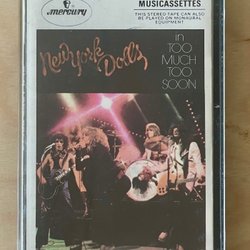 MUSICASSETTES
mercury
THIS STEREO TAPE CAN ALSO
BE PLAYED ON MONAURAL
EQUIPMENT
New York Dolls
in
TOO
MUCH
TOO
SOON